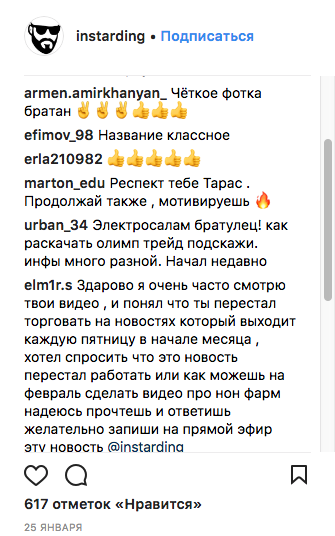 instarding • Подписаться
armen.amirkhanyan_ Чёткое фотка
братан ✌✌✌👍👍👍
efimov_98 Название классное
erla210982 👍👍👍👍👍
marton_edu Респект тебе Тарас .
Продолжай также , мотивируешь 🔥
urban_34 Электросалам братулец! как
раскачать олимп трейд подскажи.
инфы много разной. Начал недавно
elm1r.s Здарово я очень часто смотрю
твои видео , и понял что ты перестал
торговать на новостях который выходит
каждую пятницу в начале месяца ,
хотел спросить что это новость
перестал работать или как можешь на
февраль сделать видео про нон фарм
надеюсь прочтешь и ответишь
желательно запиши на прямой эфир
эту новость @instarding
617 отметок «Нравится»
25 ЯНВАРЯ